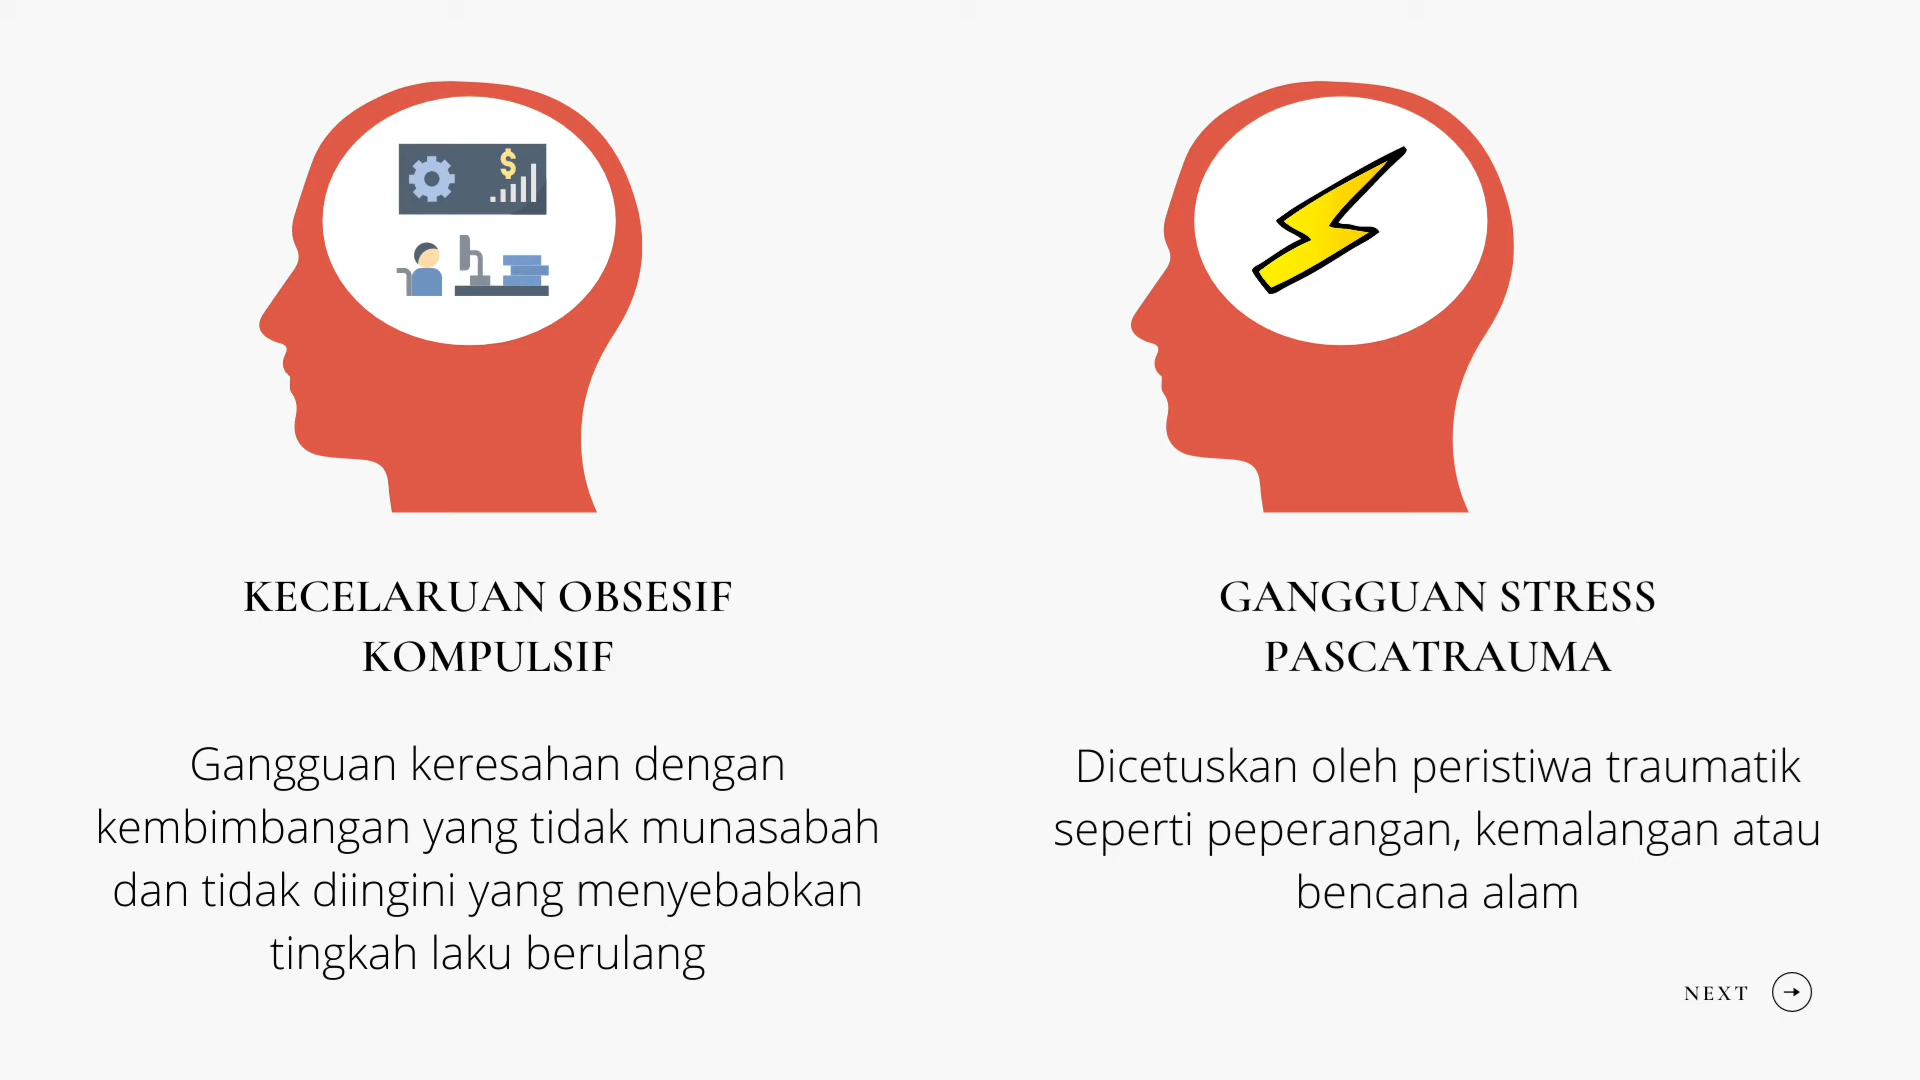 KECELARUAN OBSESIF
KOMPULSIF
Gangguan keresahan dengan
kembimbangan yang tidak munasabah
dan tidak diingini yang menyebabkan
tingkah laku berulang
GANGGUAN STRESS
PASCATRAUMA
Dicetuskan oleh peristiwa traumatik
seperti peperangan, kemalangan atau
bencana alam
NEXT